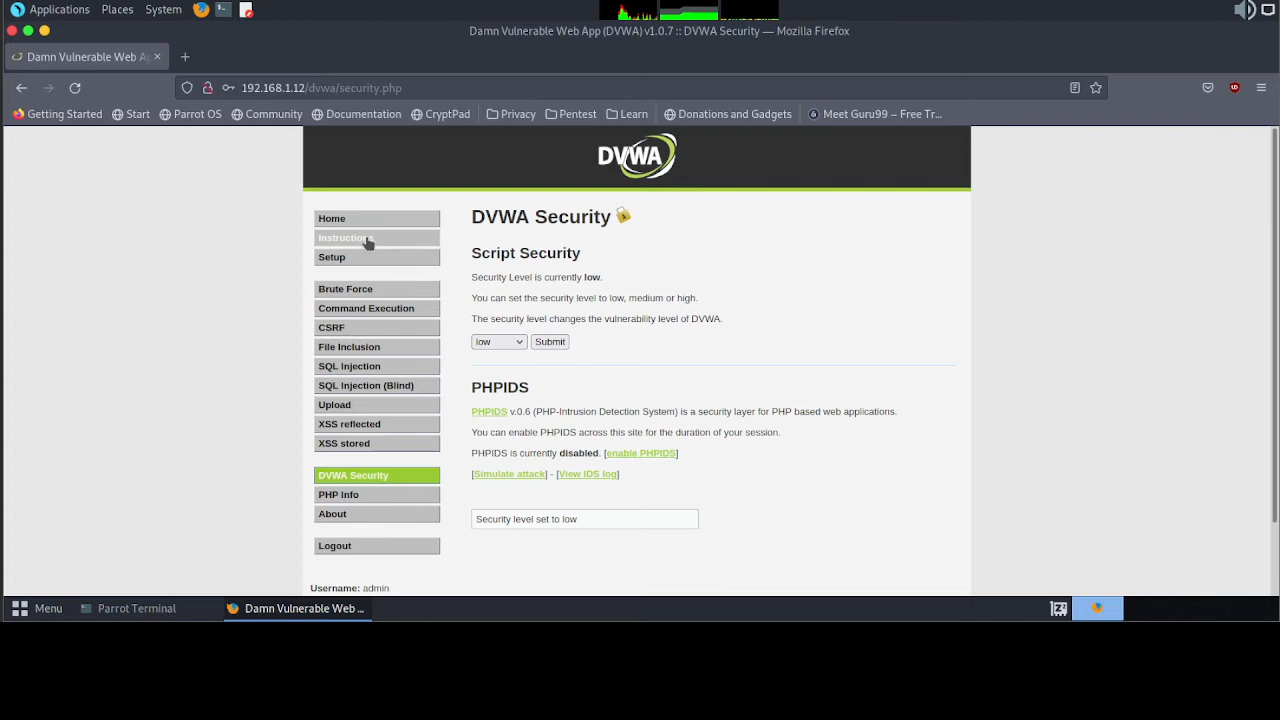 Applications Places System
Damn Vulnerable Web App (DVWA) v1.0.7 :: DVWA Security — Mozilla Firefox
Damn Vulnerable Web Ap
192.168.1.12/dvwa/security.php
Getting Started Start Parrot OS Community Documentation CryptPad Privacy Pentest Learn Donations and Gadgets Meet Guru99 – Free Tr...
DVWA
Home
Instructions
Setup
Brute Force
Command Execution
CSRF
File Inclusion
SQL Injection
SQL Injection (Blind)
Upload
XSS reflected
XSS stored
DVWA Security
PHP Info
About
Logout
Username: admin
DVWA Security
Script Security
Security Level is currently low.
You can set the security level to low, medium or high.
The security level changes the vulnerability level of DVWA.
low Submit
PHPIDS
PHPIDS v.0.6 (PHP-Intrusion Detection System) is a security layer for PHP based web applications.
You can enable PHPIDS across this site for the duration of your session.
PHPIDS is currently disabled. [enable PHPIDS]
[Simulate attack] - [View IDS log]
Security level set to low
Menu Parrot Terminal Damn Vulnerable Web ...